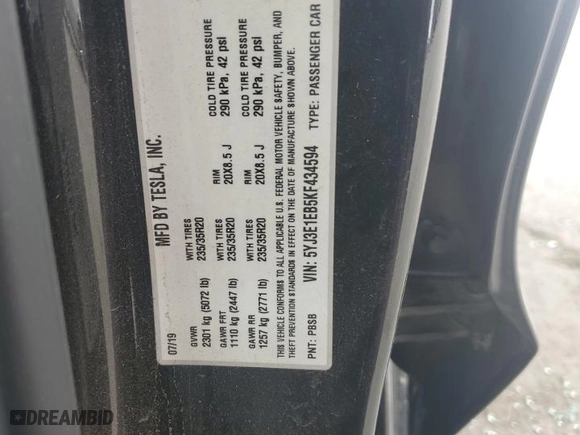 07/19 MFD BY TESLA, INC.
GVWR WITH TIRES RIM COLD TIRE PRESSURE
2301 kg (5072 lb) 235/35R20 20X8.5 J 290 kPa, 42 psi
GAWR FRT WITH TIRES
1110 kg (2447 lb) 235/35R20
GAWR RR WITH TIRES RIM COLD TIRE PRESSURE
1257 kg (2771 lb) 235/35R20 20X8.5 J 290 kPa, 42 psi
THIS VEHICLE CONFORMS TO ALL APPLICABLE U.S. FEDERAL MOTOR VEHICLE SAFETY, BUMPER, AND
THEFT PREVENTION STANDARDS IN EFFECT ON THE DATE OF MANUFACTURE SHOWN ABOVE.
VIN: 5YJ3E1EB5KF434594
PNT: PBSB TYPE: PASSENGER CAR
DREAMBID